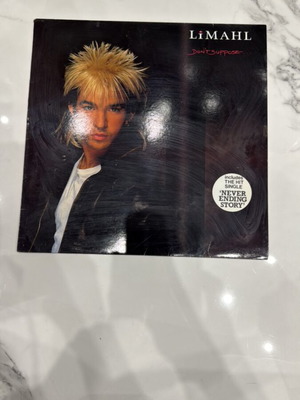 LiMAHL
Don't Suppose
includes
THE HIT
SINGLE
'NEVER
ENDING
STORY'